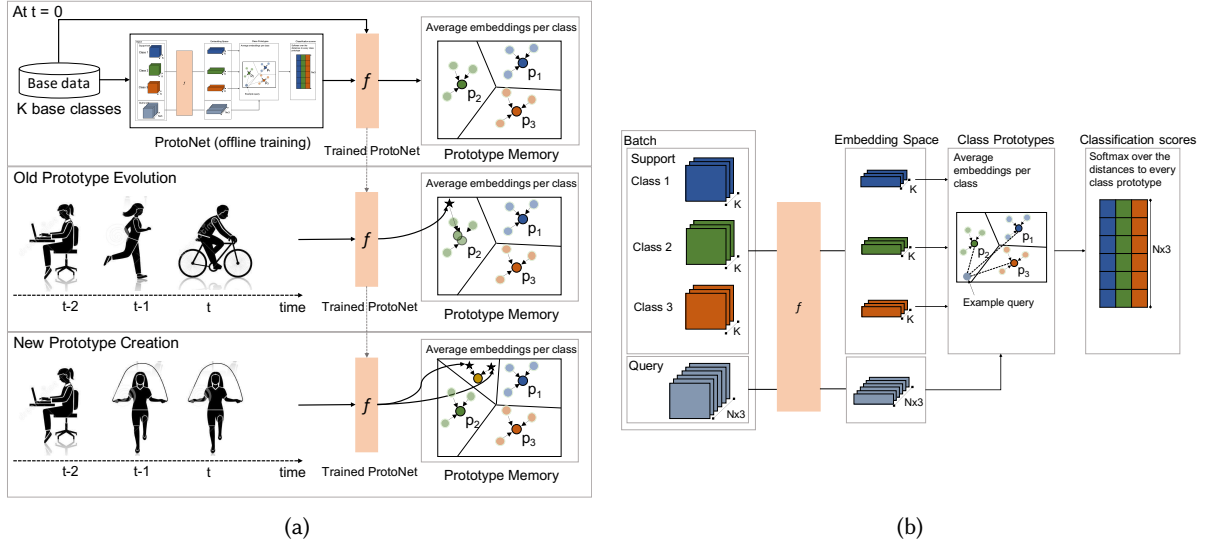 At t = 0
Base data
K base classes
ProtoNet (offline training)
f
f
Trained ProtoNet
Average embeddings per class
p1
p2
p3
Prototype Memory
Old Prototype Evolution
t-2
t-1
t
time
f
Trained ProtoNet
Average embeddings per class
p1
p2
p3
Prototype Memory
New Prototype Creation
t-2
t-1
t
time
f
Trained ProtoNet
Average embeddings per class
p1
p2
p3
Prototype Memory
(a)
Batch
Support
Class 1
K
Class 2
K
Class 3
K
Query
Nx3
f
Embedding Space
K
K
K
Nx3
Class Prototypes
Average
embeddings per
class
p1
p2
p3
Example query
Classification scores
Softmax over the
distances to every
class prototype
Nx3
(b)